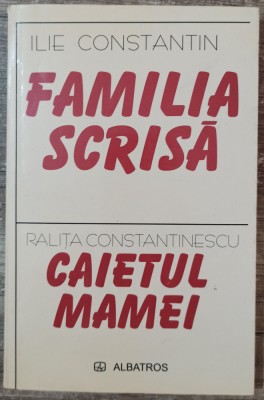 ILIE CONSTANTIN
FAMILIA
SCRISĂ
RALIȚA CONSTANTINESCU
CAIETUL
MAMEI
ALBATROS